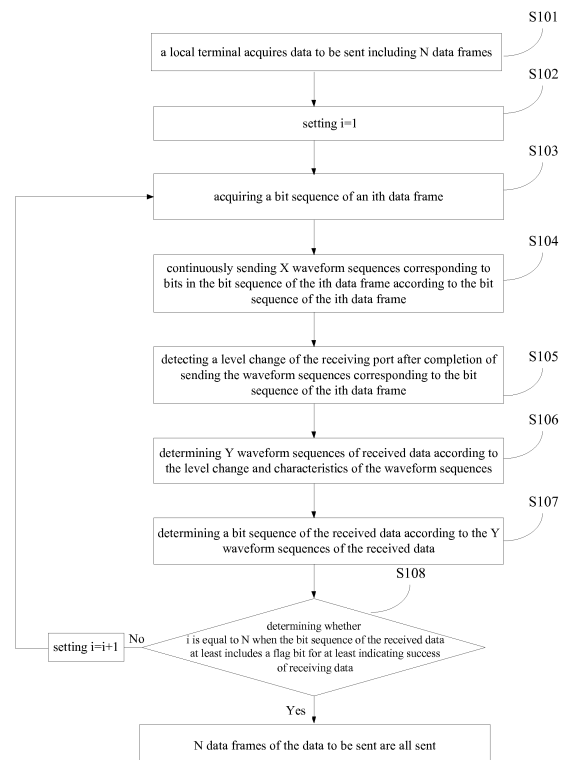 S101
a local terminal acquires data to be sent including N data frames
S102
setting i=1
S103
acquiring a bit sequence of an ith data frame
S104
continuously sending X waveform sequences corresponding to
bits in the bit sequence of the ith data frame according to the bit
sequence of the ith data frame
S105
detecting a level change of the receiving port after completion of
sending the waveform sequences corresponding to the bit
sequence of the ith data frame
S106
determining Y waveform sequences of received data according to
the level change and characteristics of the waveform sequences
S107
determining a bit sequence of the received data according to the Y
waveform sequences of the received data
S108
determining whether
i is equal to N when the bit sequence of the received data
at least includes a flag bit for at least indicating success
of receiving data
No
setting i=i+1
Yes
N data frames of the data to be sent are all sent